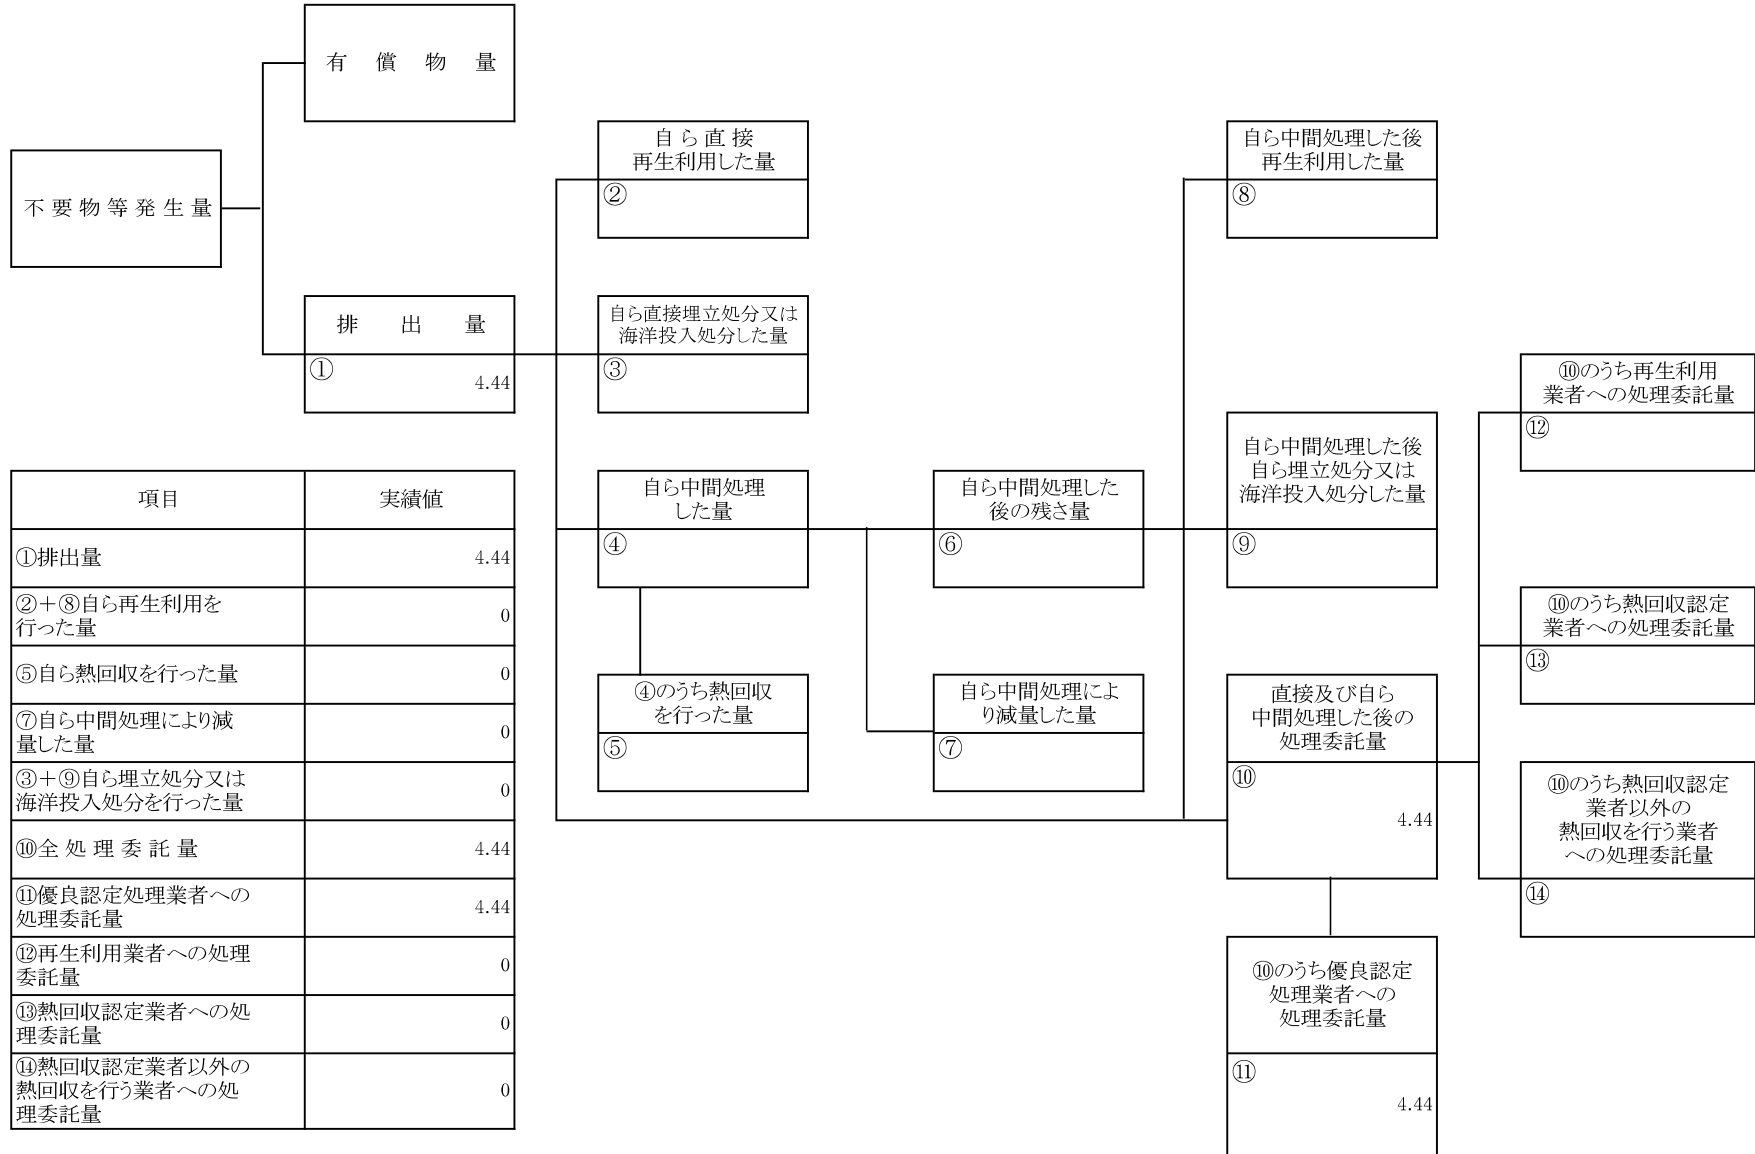 有 償 物 量
不要物等発生量
排 出 量
①
4.44
自ら直接
再生利用した量
②
自ら直接埋立処分又は
海洋投入処分した量
③
自ら中間処理
した量
④
④のうち熱回収
を行った量
⑤
自ら中間処理した
後の残さ量
⑥
自ら中間処理によ
り減量した量
⑦
自ら中間処理した後
再生利用した量
⑧
自ら中間処理した後
自ら埋立処分又は
海洋投入処分した量
⑨
直接及び自ら
中間処理した後の
処理委託量
⑩
4.44
⑩のうち優良認定
処理業者への
処理委託量
⑪
4.44
⑩のうち再生利用
業者への処理委託量
⑫
⑩のうち熱回収認定
業者への処理委託量
⑬
⑩のうち熱回収認定
業者以外の
熱回収を行う業者
への処理委託量
⑭
項目 実績値
①排出量 4.44
②+⑧自ら再生利用を
行った量 0
⑤自ら熱回収を行った量 0
⑦自ら中間処理により減
量した量 0
③+⑨自ら埋立処分又は
海洋投入処分を行った量 0
⑩全処理委託量 4.44
⑪優良認定処理業者への
処理委託量 4.44
⑫再生利用業者への処理
委託量 0
⑬熱回収認定業者への処
理委託量 0
⑭熱回収認定業者以外の
熱回収を行う業者への処
理委託量 0